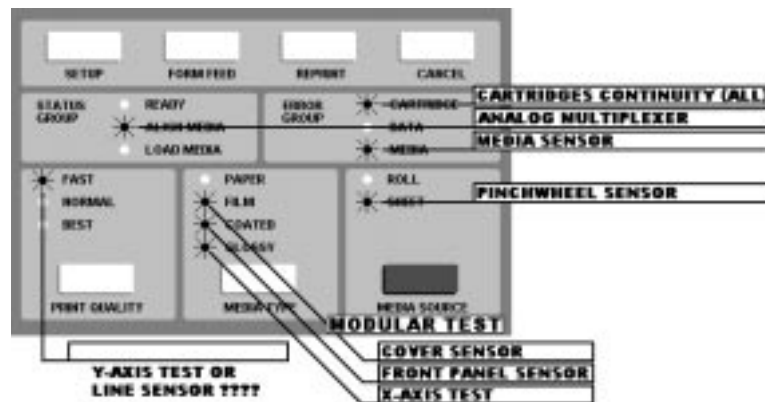 SETUP FORM FEED REPRINT CANCEL
STATUS GROUP
READY
ALIGN MEDIA
LOAD MEDIA
ERROR GROUP
CARTRIDGE
DATA
MEDIA
CARTRIDGES CONTINUITY (ALL)
ANALOG MULTIPLEXER
MEDIA SENSOR
FAST
NORMAL
BEST
PRINT QUALITY
PAPER
FILM
COATED
GLOSSY
MEDIA TYPE
ROLL
SHEET
MEDIA SOURCE
PINCHWHEEL SENSOR
MODULAR TEST
COVER SENSOR
FRONT PANEL SENSOR
X-AXIS TEST
Y-AXIS TEST OR
LINE SENSOR ????